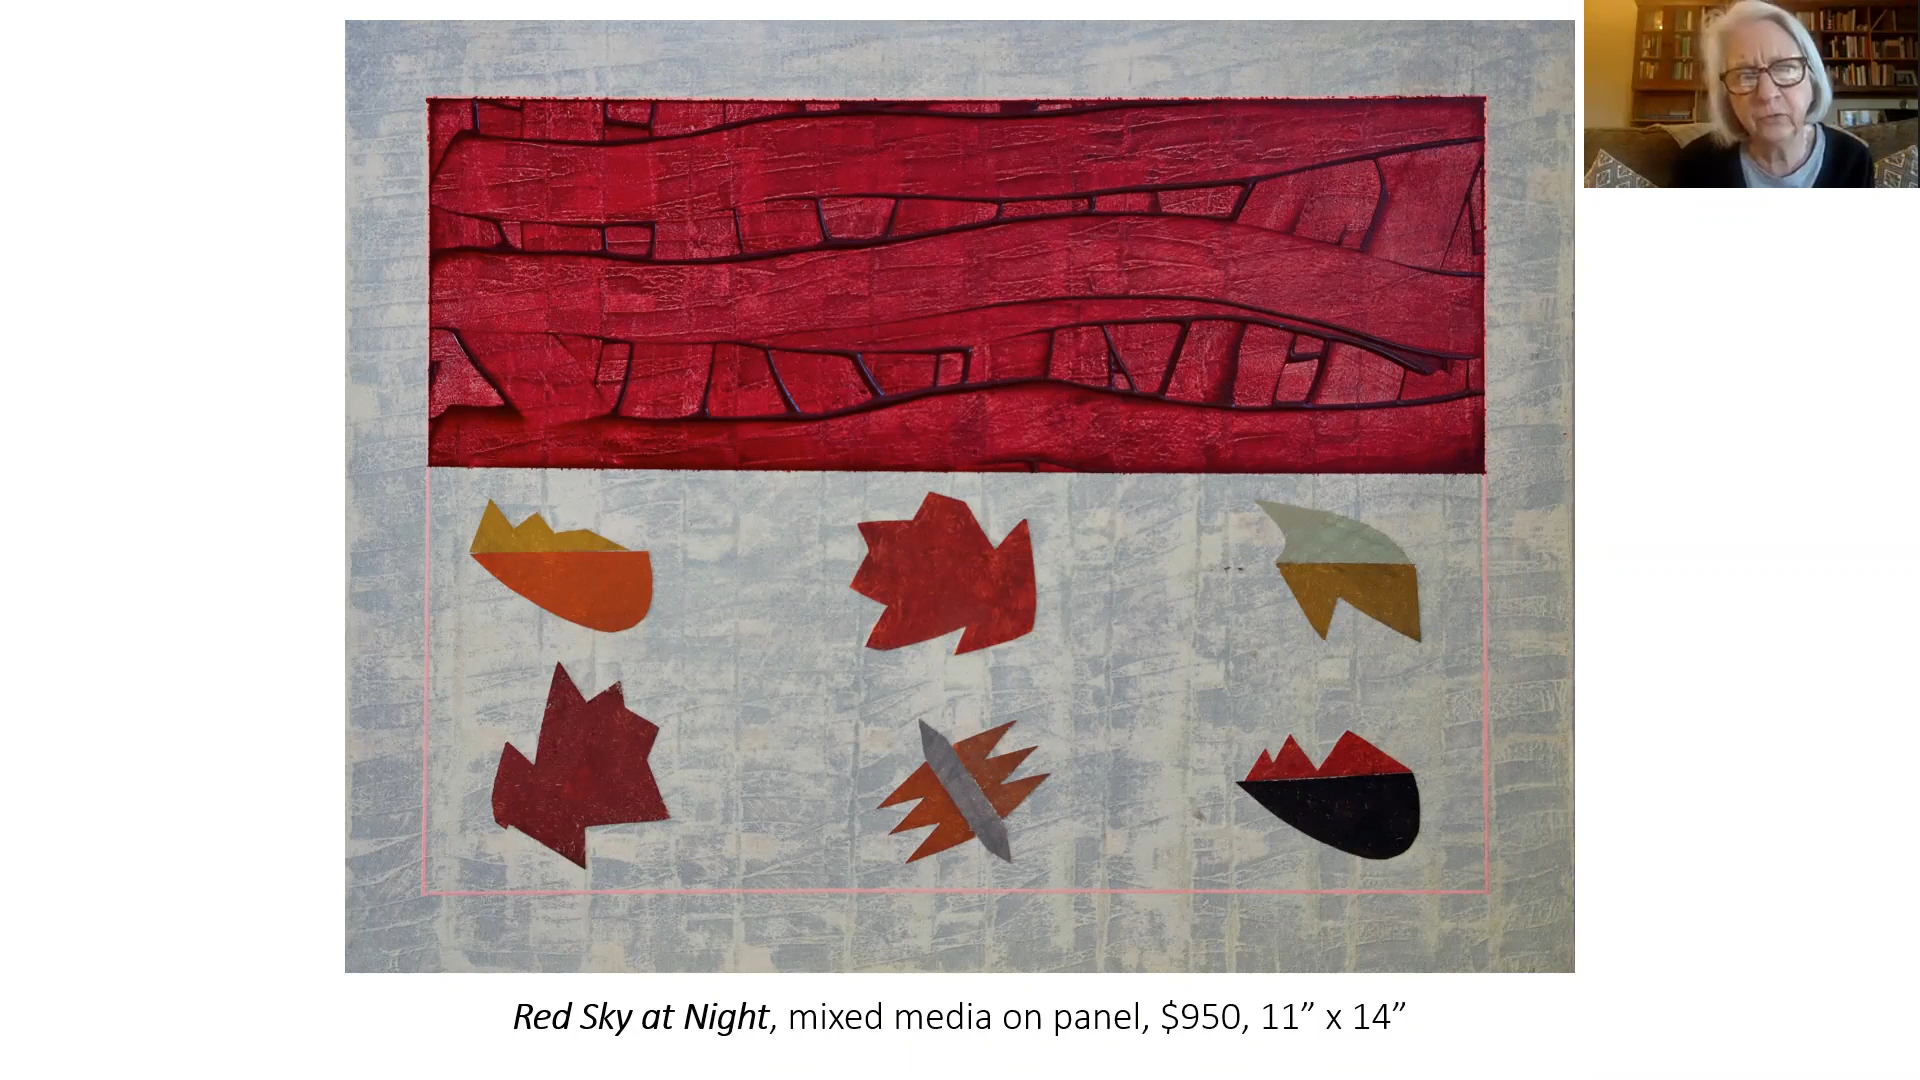 Red Sky at Night, mixed media on panel, $950, 11” x 14”